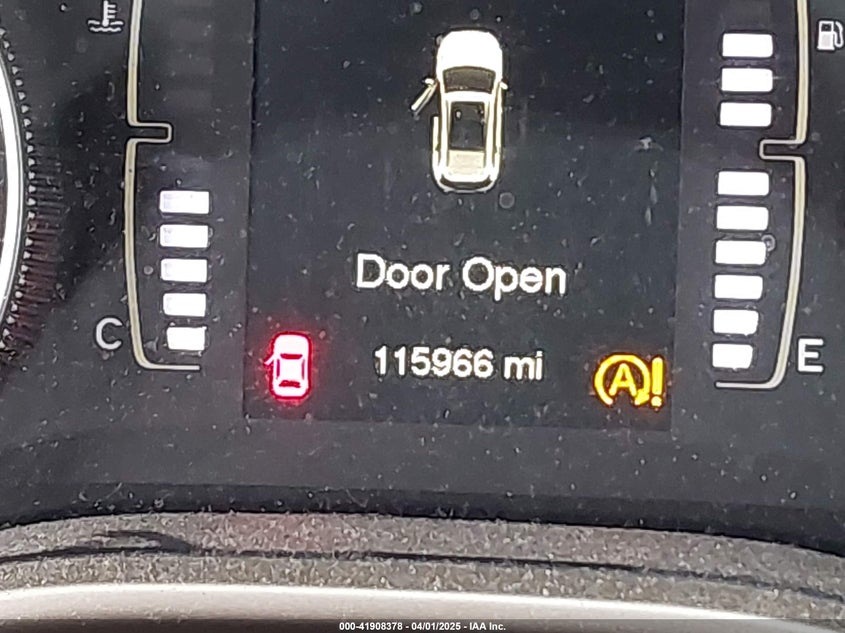 Door Open
C
115966 mi
A!
E
000-41908378 - 04/01/2025 - IAA Inc.